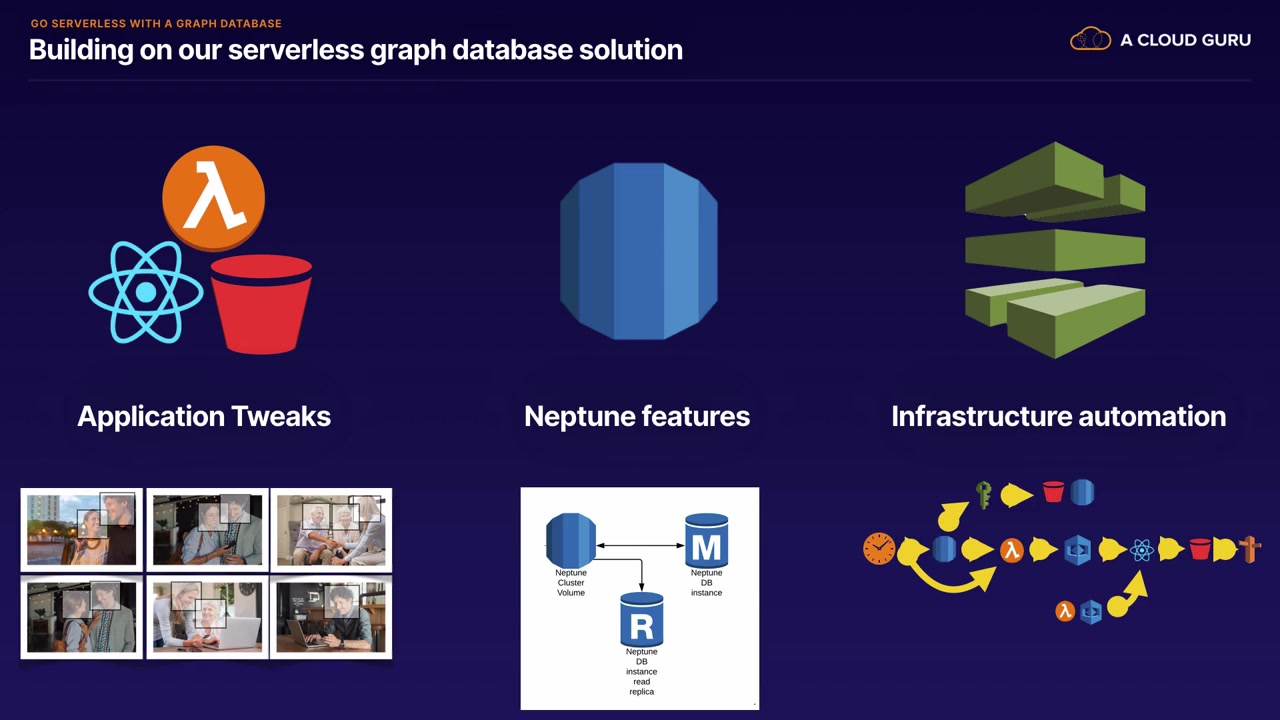 GO SERVERLESS WITH A GRAPH DATABASE
Building on our serverless graph database solution
A CLOUD GURU
Application Tweaks
Neptune features
Infrastructure automation
Neptune
Cluster
Volume
M
Neptune
DB
instance
R
Neptune
DB
instance
read
replica